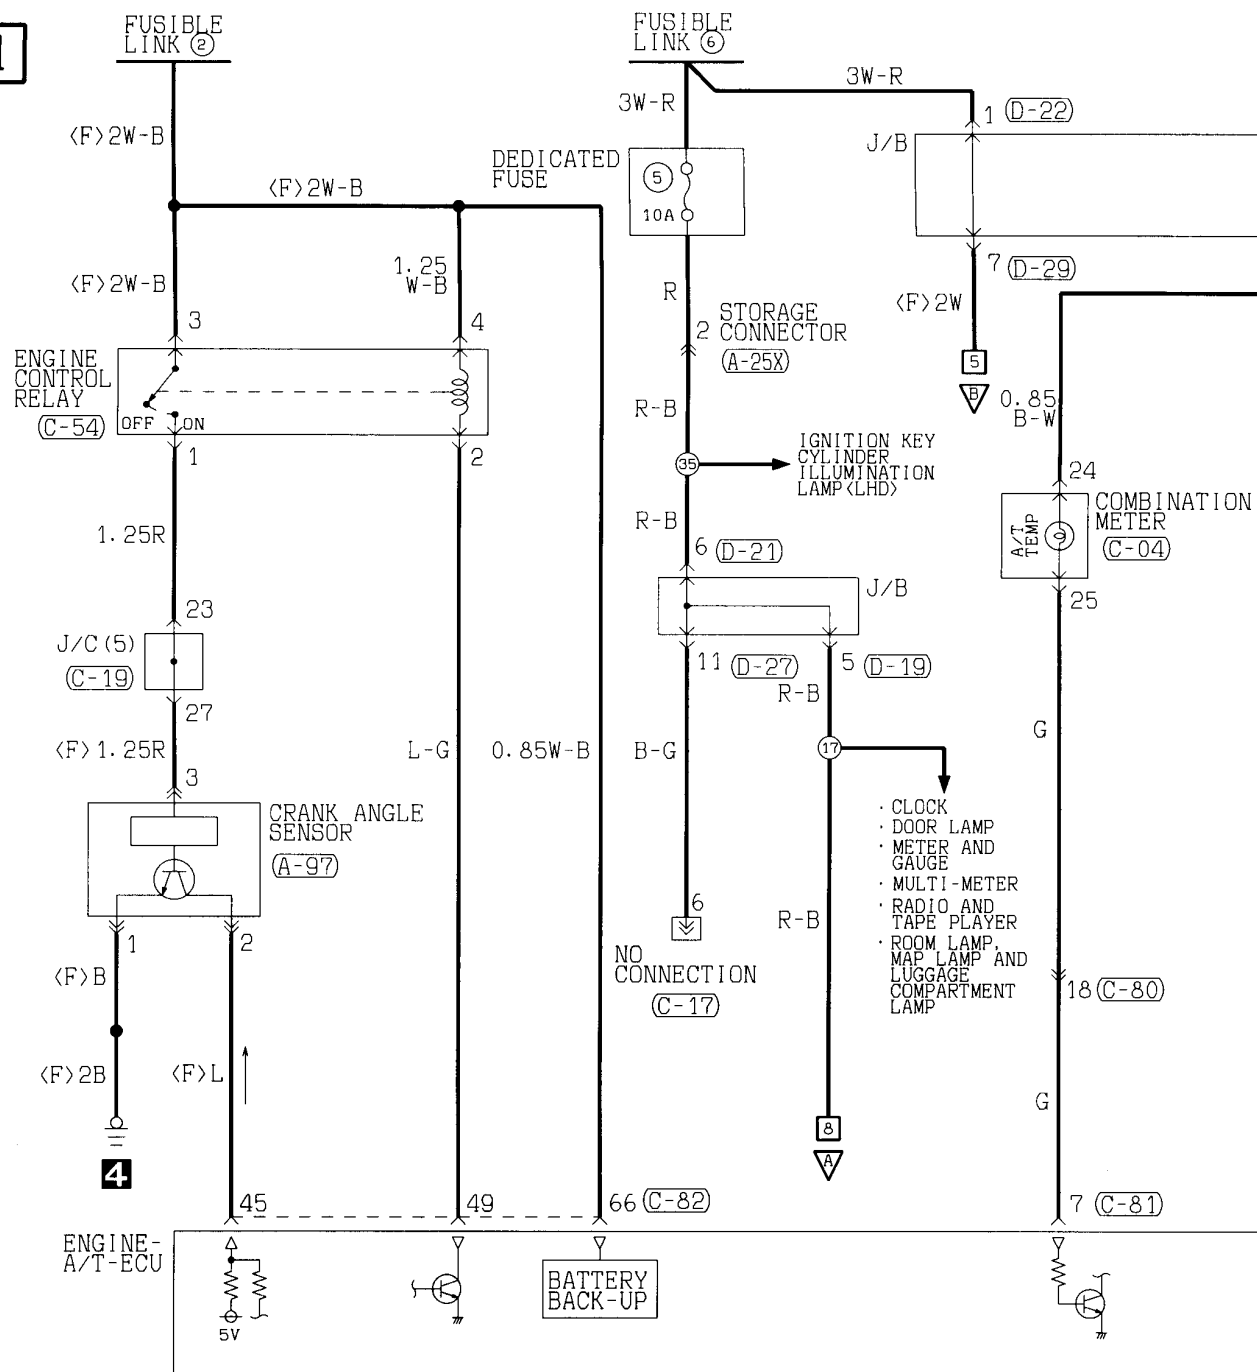 1
FUSIBLE
LINK ②
FUSIBLE
LINK ⑥
3W-R
3W-R
1 (D-22)
<F>2W-B
J/B
DEDICATED
FUSE
5
10A
<F>2W-B
<F>2W-B
1.25
W-B
R
7 (D-29)
<F>2W
3
4
2
STORAGE
CONNECTOR
(A-25X)
ENGINE
CONTROL
RELAY
(C-54)
OFF
ON
5
B
0.85
B-W
R-B
1
2
35
IGNITION KEY
CYLINDER
ILLUMINATION
LAMP<LHD>
24
COMBINATION
METER
(C-04)
A/T
TEMP
1.25R
R-B
6 (D-21)
J/B
25
23
J/C(5)
(C-19)
27
11 (D-27)
5 (D-19)
R-B
<F>1.25R
L-G
0.85W-B
B-G
17
G
3
CRANK ANGLE
SENSOR
(A-97)
· CLOCK
· DOOR LAMP
· METER AND
GAUGE
· MULTI-METER
· RADIO AND
TAPE PLAYER
· ROOM LAMP,
MAP LAMP AND
LUGGAGE
COMPARTMENT
LAMP
1
2
6
R-B
NO
CONNECTION
(C-17)
<F>B
18 (C-80)
<F>2B
<F>L
G
4
8
A
45
49
66 (C-82)
7 (C-81)
ENGINE-
A/T-ECU
BATTERY
BACK-UP
5V